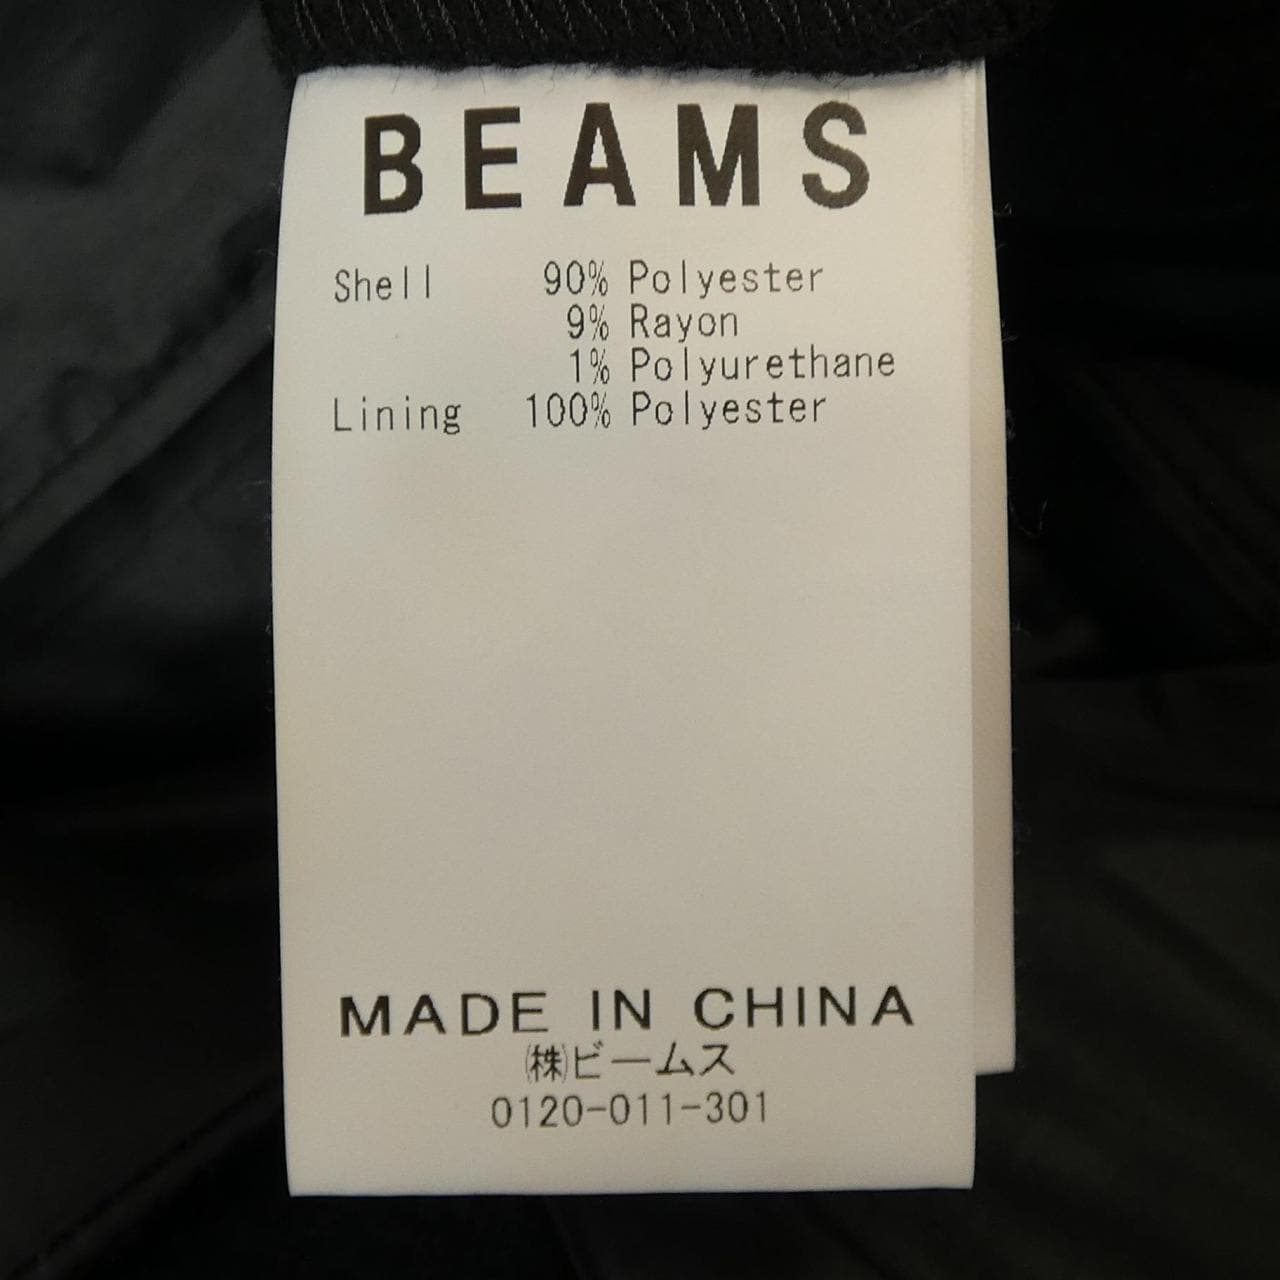 BEAMS
Shell 90% Polyester
9% Rayon
1% Polyurethane
Lining 100% Polyester
MADE IN CHINA
㈱ビームス
0120-011-301